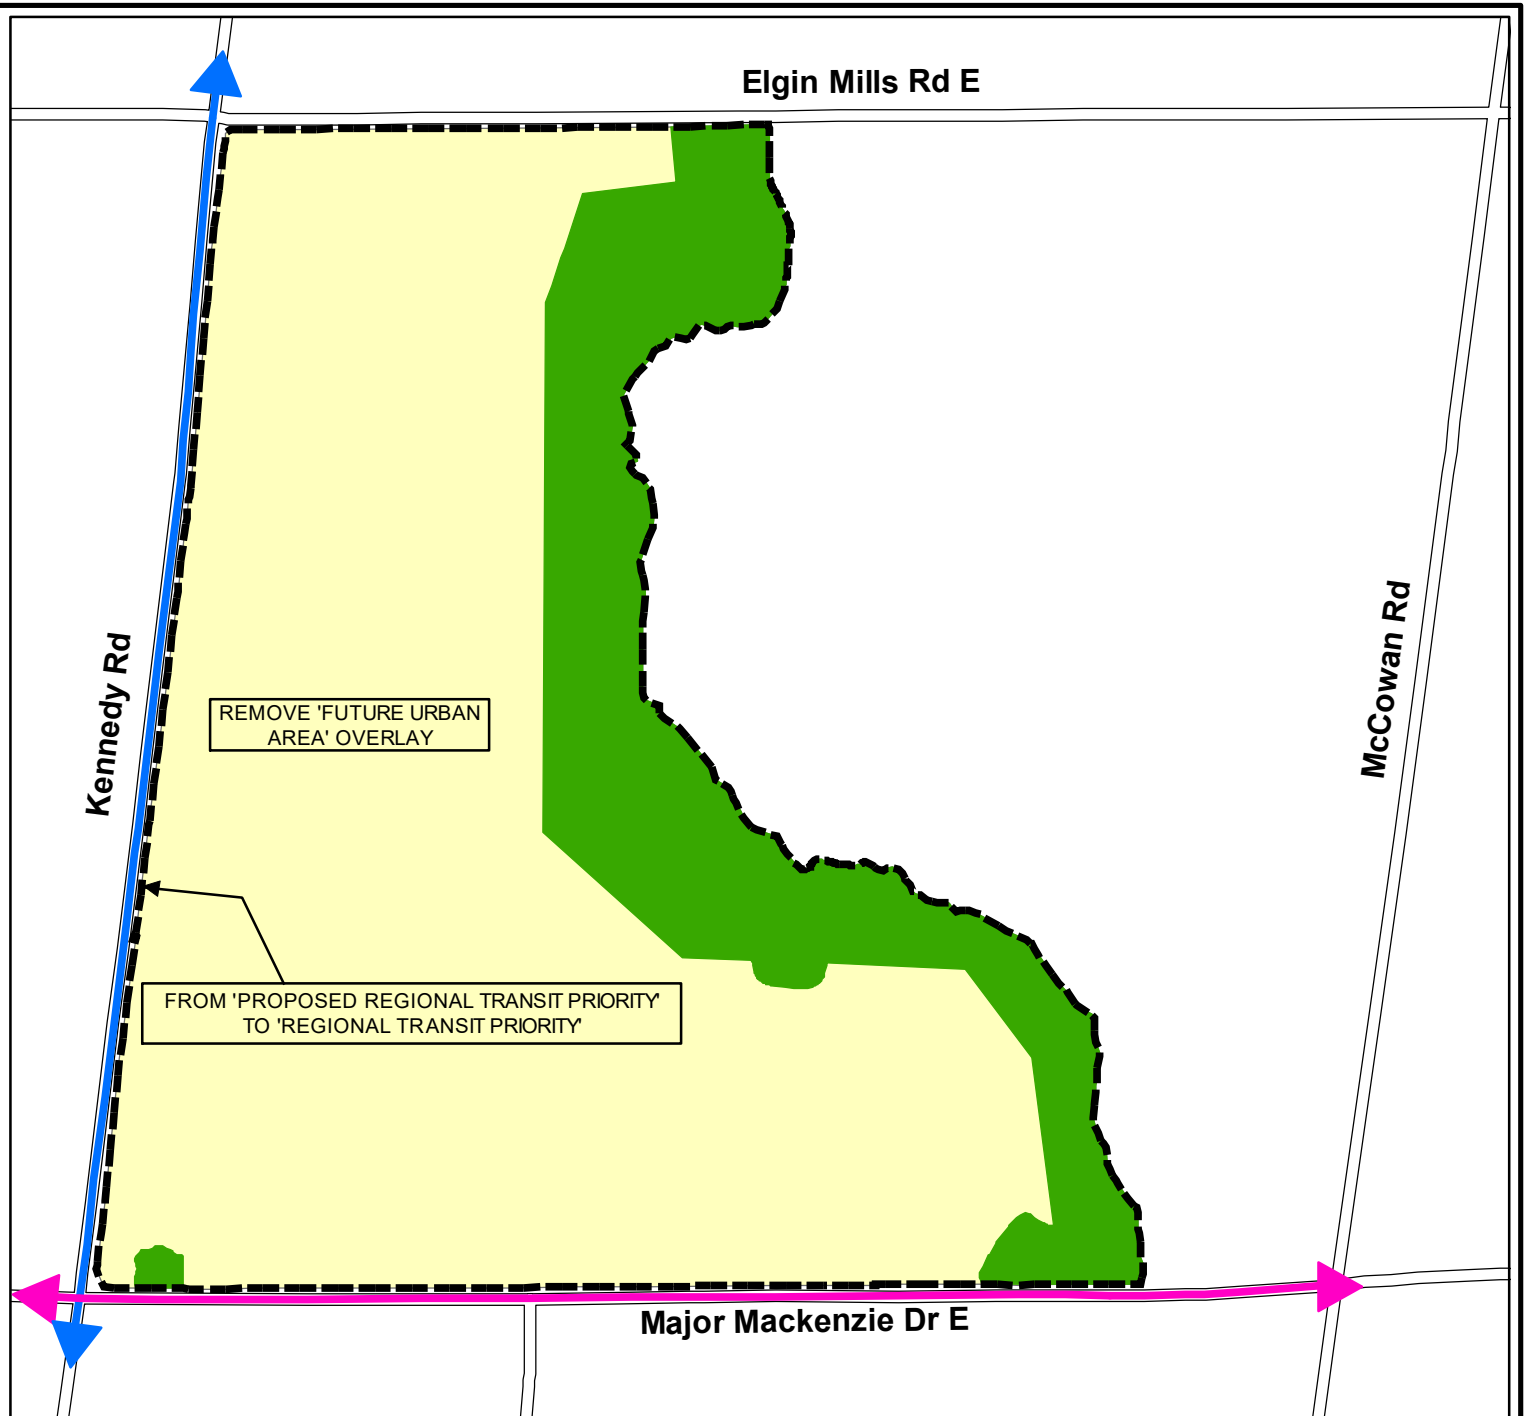 Elgin Mills Rd E
Kennedy Rd
McCowan Rd
REMOVE 'FUTURE URBAN
AREA' OVERLAY
FROM 'PROPOSED REGIONAL TRANSIT PRIORITY'
TO 'REGIONAL TRANSIT PRIORITY'
Major Mackenzie Dr E